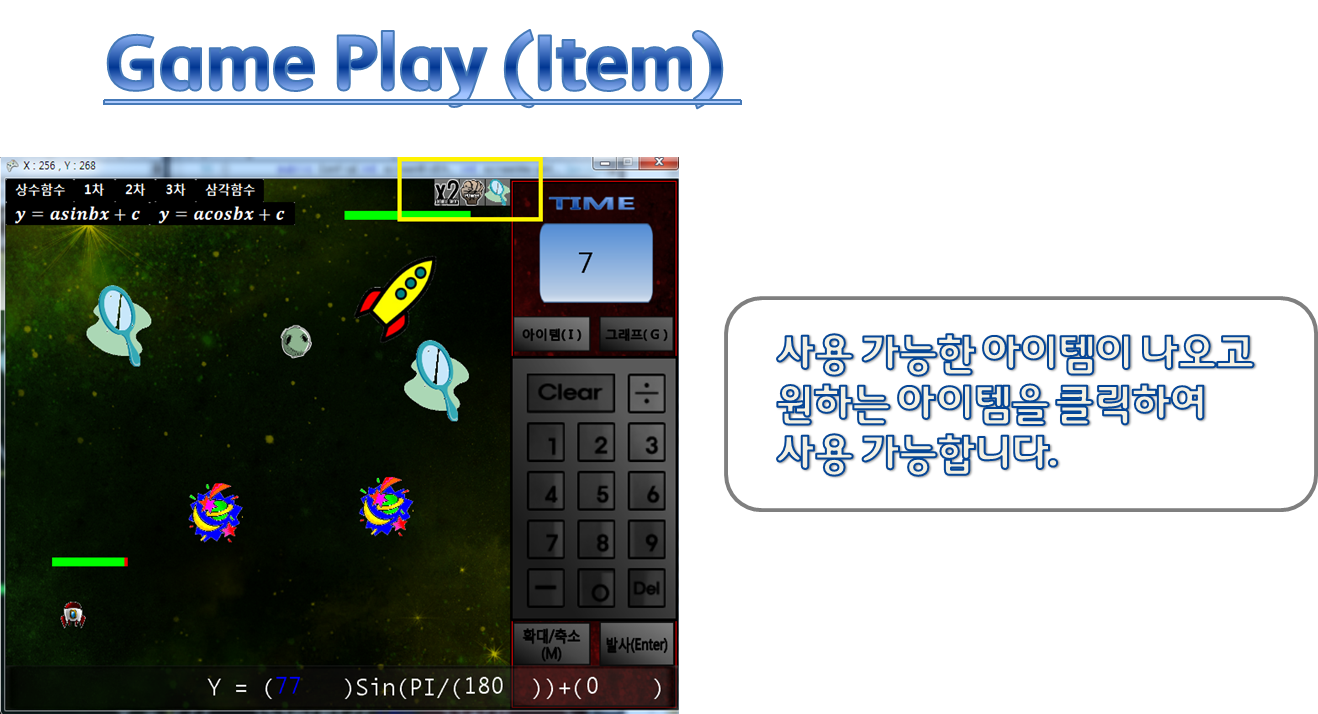 Game Play (Item)
X : 256 , Y : 268
상수함수 1차 2차 3차 삼각함수
y = asinbx + c y = acosbx + c
TIME
7
아이템( I ) 그래프( G )
Clear ÷
1 2 3
4 5 6
7 8 9
− 0 Del
확대/축소
(M)
발사(Enter)
Y = (77 )Sin(PI/(180 ))+(0 )
사용 가능한 아이템이 나오고
원하는 아이템을 클릭하여
사용 가능합니다.